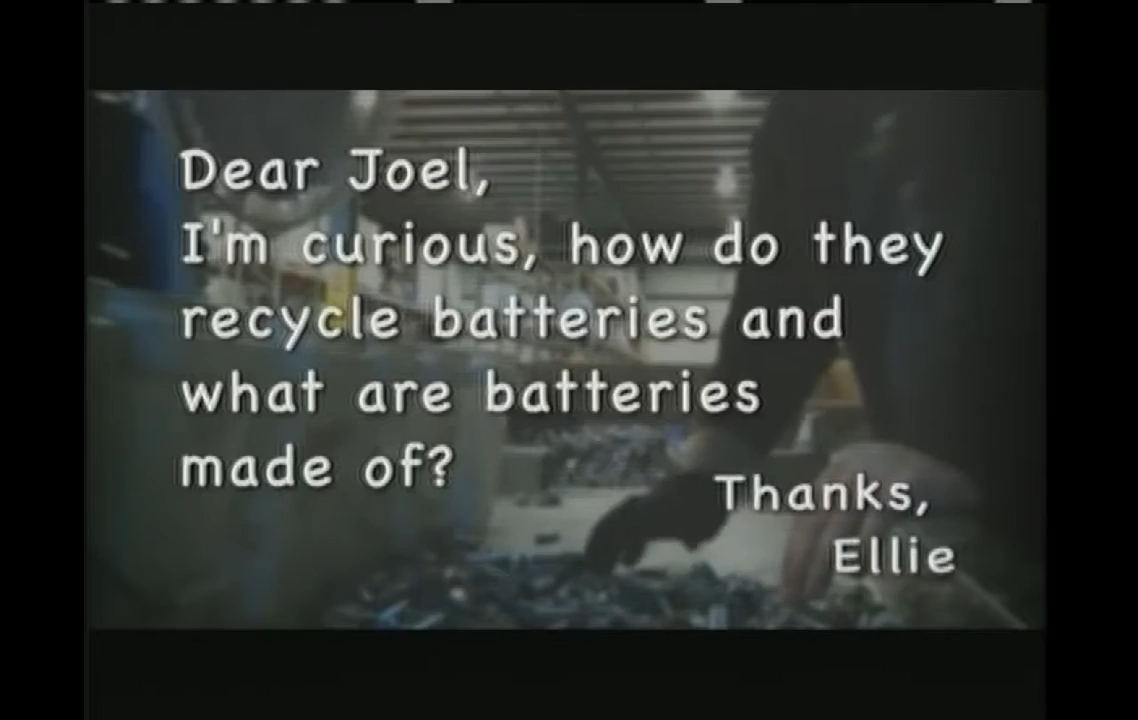 Dear Joel,
I'm curious, how do they
recycle batteries and
what are batteries
made of?
Thanks,
Ellie